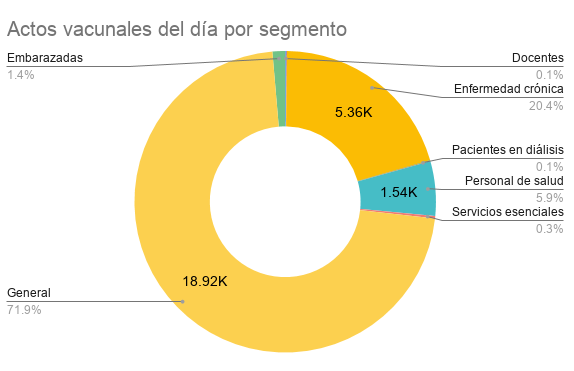 Actos vacunales del día por segmento
Embarazadas
1.4%
Docentes
0.1%
Enfermedad crónica
20.4%
5.36K
Pacientes en diálisis
0.1%
Personal de salud
5.9%
1.54K
Servicios esenciales
0.3%
18.92K
General
71.9%